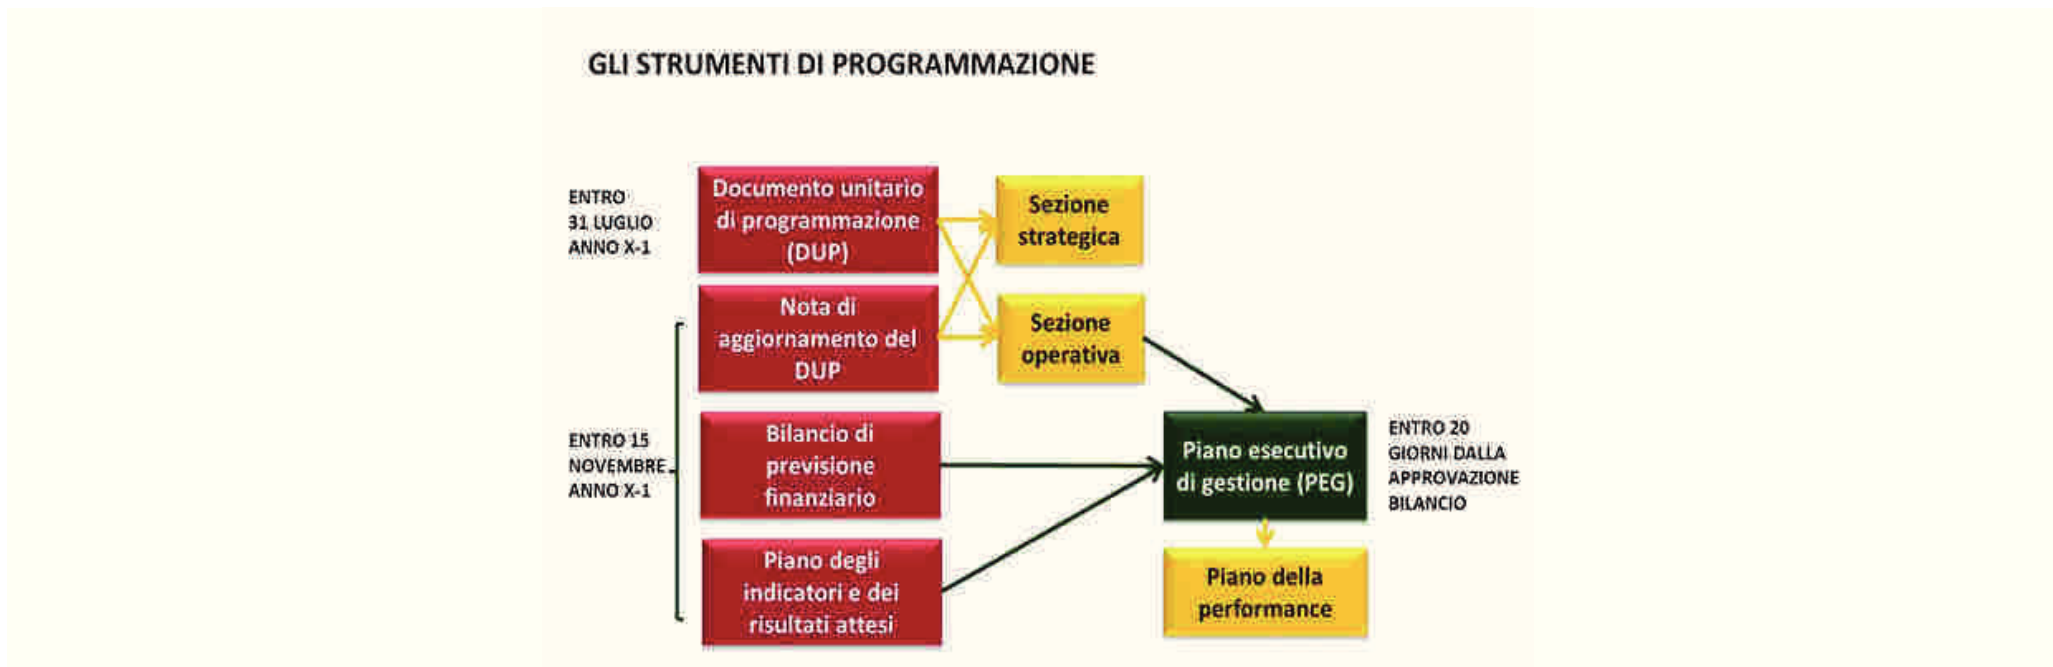 GLI STRUMENTI DI PROGRAMMAZIONE
ENTRO
31 LUGLIO
ANNO X-1
Documento unitario
di programmazione
(DUP)
Sezione
strategica
Nota di
aggiornamento del
DUP
Sezione
operativa
ENTRO 15
NOVEMBRE
ANNO X-1
Bilancio di
previsione
finanziario
Piano esecutivo
di gestione (PEG)
ENTRO 20
GIORNI DALLA
APPROVAZIONE
BILANCIO
Piano degli
indicatori e dei
risultati attesi
Piano della
performance